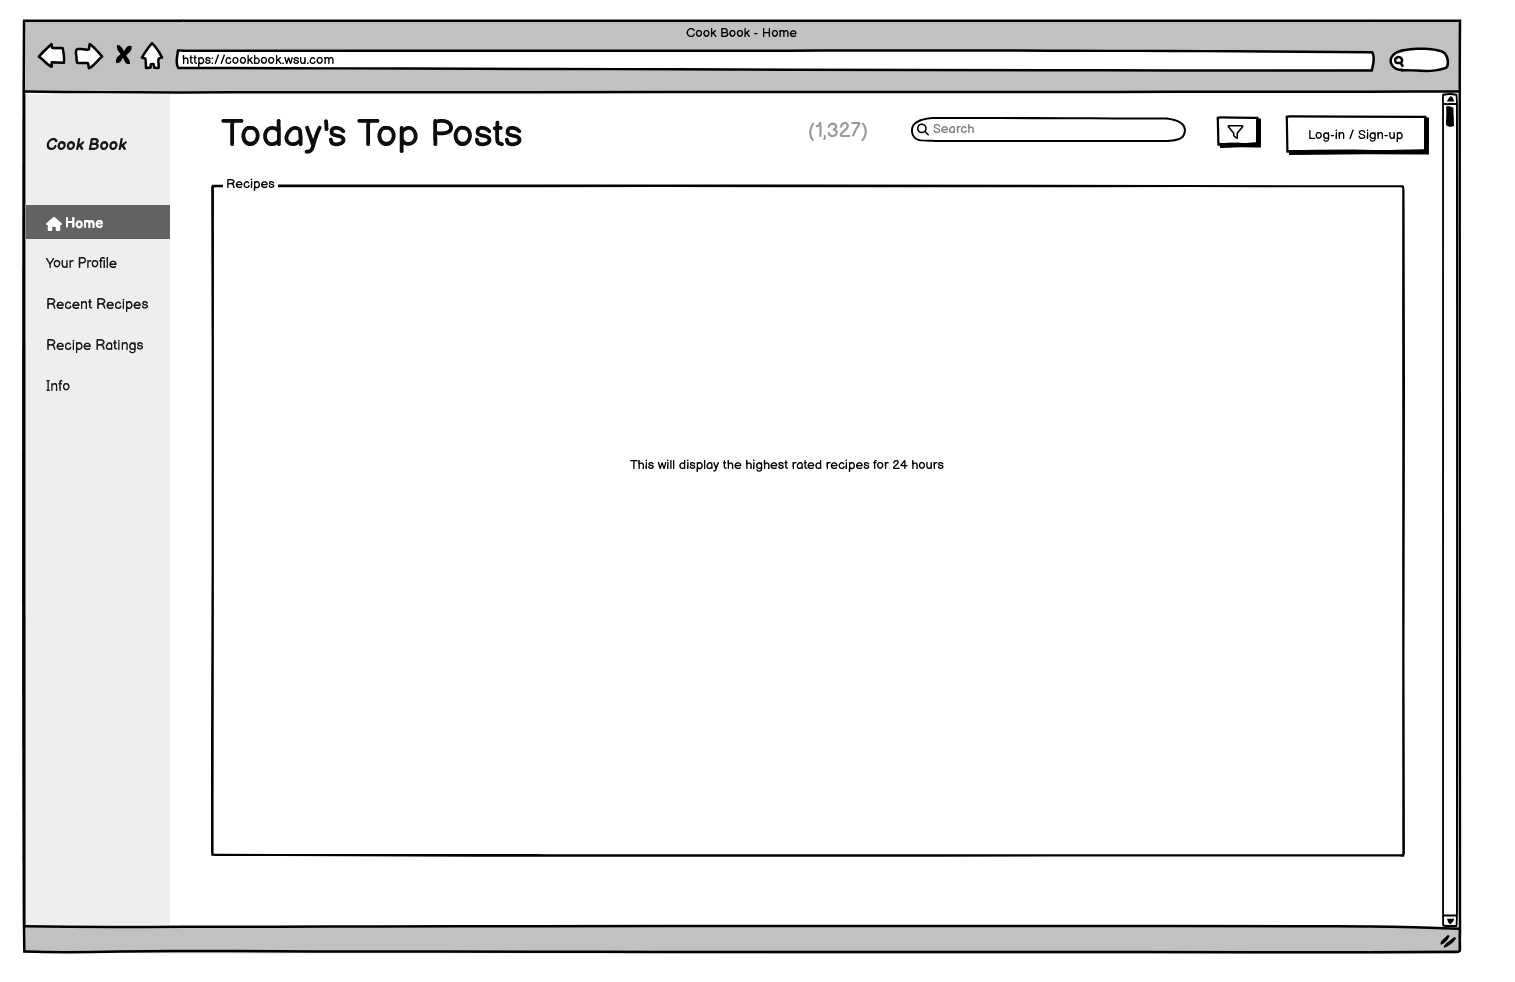 Cook Book - Home
https://cookbook.wsu.com
Cook Book
Today's Top Posts
(1,327)
Search
Log-in / Sign-up
Recipes
Home
Your Profile
Recent Recipes
Recipe Ratings
Info
This will display the highest rated recipes for 24 hours